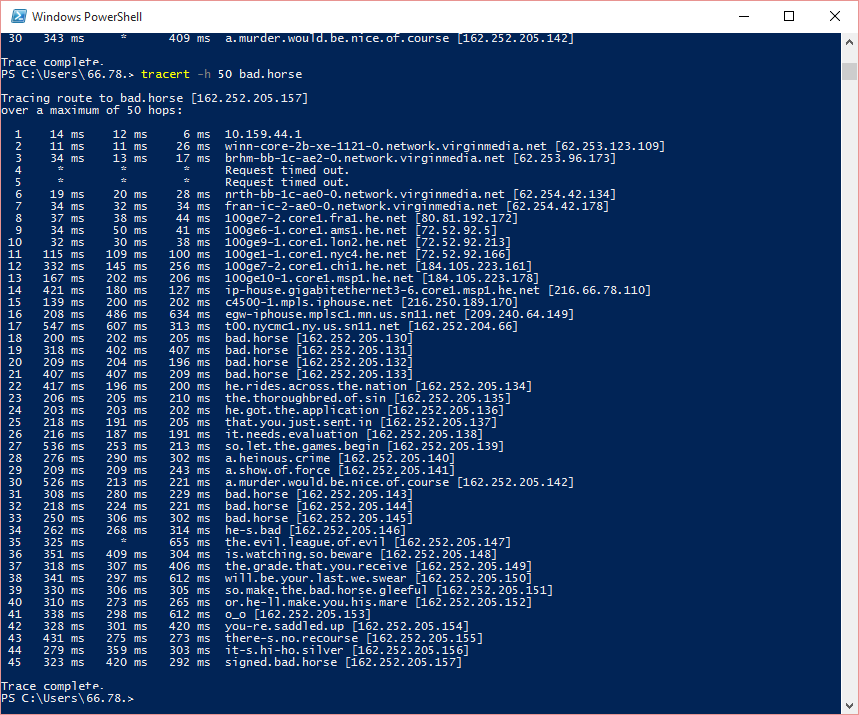 Windows PowerShell
30 343 ms * 409 ms a.murder.would.be.nice.of.course [162.252.205.142]
Trace complete.
PS C:\Users\66.78.> tracert -h 50 bad.horse
Tracing route to bad.horse [162.252.205.157]
over a maximum of 50 hops:
1 14 ms 12 ms 6 ms 10.159.44.1
2 11 ms 11 ms 26 ms winn-core-2b-xe-1121-0.network.virginmedia.net [62.253.123.109]
3 34 ms 13 ms 17 ms brhm-bb-1c-ae2-0.network.virginmedia.net [62.253.96.173]
4 * * * Request timed out.
5 * * * Request timed out.
6 19 ms 20 ms 28 ms nrth-bb-1c-ae0-0.network.virginmedia.net [62.254.42.134]
7 34 ms 32 ms 34 ms fran-ic-2-ae0-0.network.virginmedia.net [62.254.42.178]
8 37 ms 38 ms 44 ms 100ge7-2.core1.fra1.he.net [80.81.192.172]
9 34 ms 50 ms 41 ms 100ge6-1.core1.ams1.he.net [72.52.92.5]
10 32 ms 30 ms 38 ms 100ge9-1.core1.lon2.he.net [72.52.92.213]
11 115 ms 109 ms 100 ms 100ge1-1.core1.nyc4.he.net [72.52.92.166]
12 332 ms 145 ms 256 ms 100ge7-2.core1.chi1.he.net [184.105.223.161]
13 167 ms 202 ms 206 ms 100ge10-1.core1.msp1.he.net [184.105.223.178]
14 421 ms 180 ms 127 ms ip-house.gigabitethernet3-6.core1.msp1.he.net [216.66.78.110]
15 139 ms 200 ms 202 ms c4500-1.mpls.iphouse.net [216.250.189.170]
16 208 ms 486 ms 634 ms egw-iphouse.mplsc1.mn.us.sn11.net [209.240.64.149]
17 547 ms 607 ms 313 ms t00.nycmc1.ny.us.sn11.net [162.252.204.66]
18 200 ms 202 ms 205 ms bad.horse [162.252.205.130]
19 318 ms 402 ms 407 ms bad.horse [162.252.205.131]
20 209 ms 204 ms 196 ms bad.horse [162.252.205.132]
21 407 ms 407 ms 209 ms bad.horse [162.252.205.133]
22 417 ms 196 ms 200 ms he.rides.across.the.nation [162.252.205.134]
23 206 ms 205 ms 210 ms the.thoroughbred.of.sin [162.252.205.135]
24 203 ms 203 ms 202 ms he.got.the.application [162.252.205.136]
25 218 ms 191 ms 205 ms that.you.just.sent.in [162.252.205.137]
26 216 ms 187 ms 191 ms it.needs.evaluation [162.252.205.138]
27 536 ms 253 ms 213 ms so.let.the.games.begin [162.252.205.139]
28 276 ms 290 ms 302 ms a.heinous.crime [162.252.205.140]
29 209 ms 209 ms 243 ms a.show.of.force [162.252.205.141]
30 526 ms 213 ms 221 ms a.murder.would.be.nice.of.course [162.252.205.142]
31 308 ms 280 ms 229 ms bad.horse [162.252.205.143]
32 218 ms 224 ms 221 ms bad.horse [162.252.205.144]
33 250 ms 306 ms 302 ms bad.horse [162.252.205.145]
34 262 ms 268 ms 314 ms he-s.bad [162.252.205.146]
35 325 ms * 655 ms the.evil.league.of.evil [162.252.205.147]
36 351 ms 409 ms 304 ms is.watching.so.beware [162.252.205.148]
37 318 ms 307 ms 406 ms the.grade.that.you.receive [162.252.205.149]
38 341 ms 297 ms 612 ms will.be.your.last.we.swear [162.252.205.150]
39 330 ms 306 ms 305 ms so.make.the.bad.horse.gleeful [162.252.205.151]
40 310 ms 273 ms 265 ms or.he-ll.make.you.his.mare [162.252.205.152]
41 338 ms 298 ms 612 ms o_o [162.252.205.153]
42 328 ms 301 ms 420 ms you-re.saddled.up [162.252.205.154]
43 431 ms 275 ms 273 ms there-s.no.recourse [162.252.205.155]
44 279 ms 359 ms 303 ms it-s.hi-ho.silver [162.252.205.156]
45 323 ms 420 ms 292 ms signed.bad.horse [162.252.205.157]
Trace complete.
PS C:\Users\66.78.>